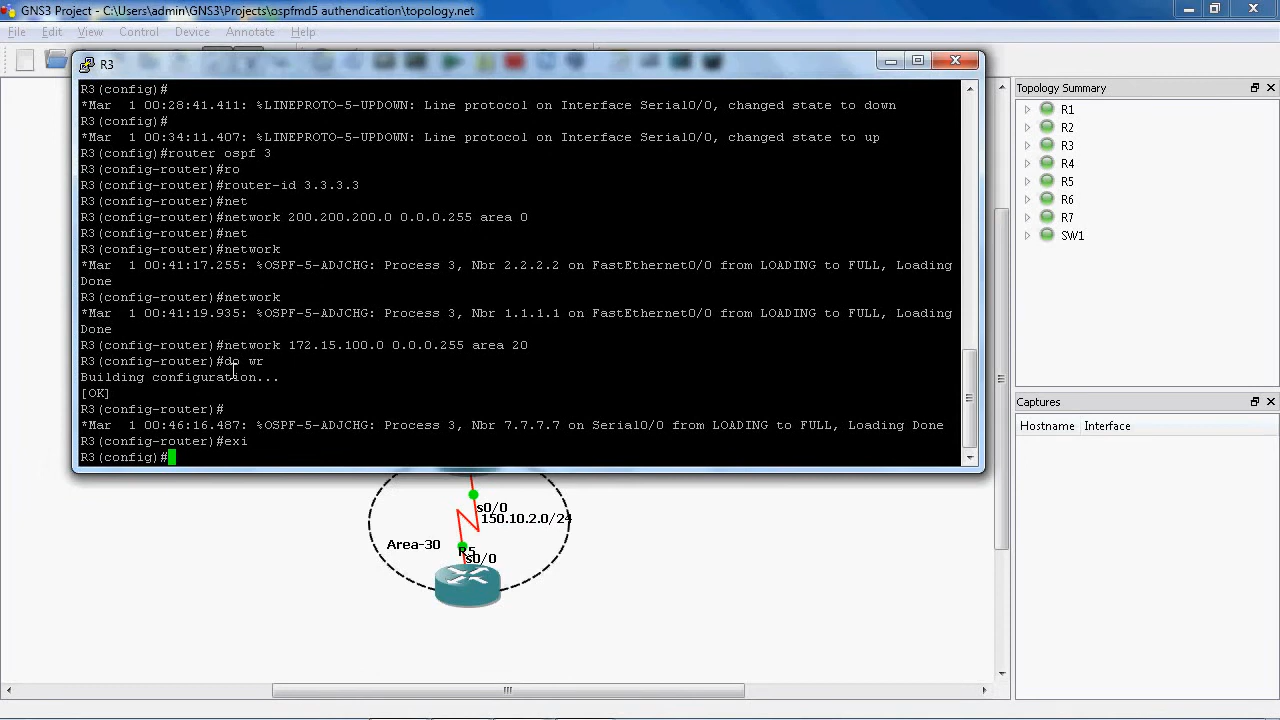 GNS3 Project - C:\Users\admin\GNS3\Projects\ospfmd5 authendication\topology.net
File Edit View Control Device Annotate Help
R3
R3(config)#
*Mar  1 00:28:41.411: %LINEPROTO-5-UPDOWN: Line protocol on Interface Serial0/0, changed state to down
R3(config)#
*Mar  1 00:34:11.407: %LINEPROTO-5-UPDOWN: Line protocol on Interface Serial0/0, changed state to up
R3(config)#router ospf 3
R3(config-router)#ro
R3(config-router)#router-id 3.3.3.3
R3(config-router)#net
R3(config-router)#network 200.200.200.0 0.0.0.255 area 0
R3(config-router)#net
R3(config-router)#network
*Mar  1 00:41:17.255: %OSPF-5-ADJCHG: Process 3, Nbr 2.2.2.2 on FastEthernet0/0 from LOADING to FULL, Loading
Done
R3(config-router)#network
*Mar  1 00:41:19.935: %OSPF-5-ADJCHG: Process 3, Nbr 1.1.1.1 on FastEthernet0/0 from LOADING to FULL, Loading
Done
R3(config-router)#network 172.15.100.0 0.0.0.255 area 20
R3(config-router)#do wr
Building configuration...
[OK]
R3(config-router)#
*Mar  1 00:46:16.487: %OSPF-5-ADJCHG: Process 3, Nbr 7.7.7.7 on Serial0/0 from LOADING to FULL, Loading Done
R3(config-router)#exi
R3(config)#
s0/0
150.10.2.0/24
Area-30
R5
s0/0
Topology Summary
R1
R2
R3
R4
R5
R6
R7
SW1
Captures
Hostname Interface